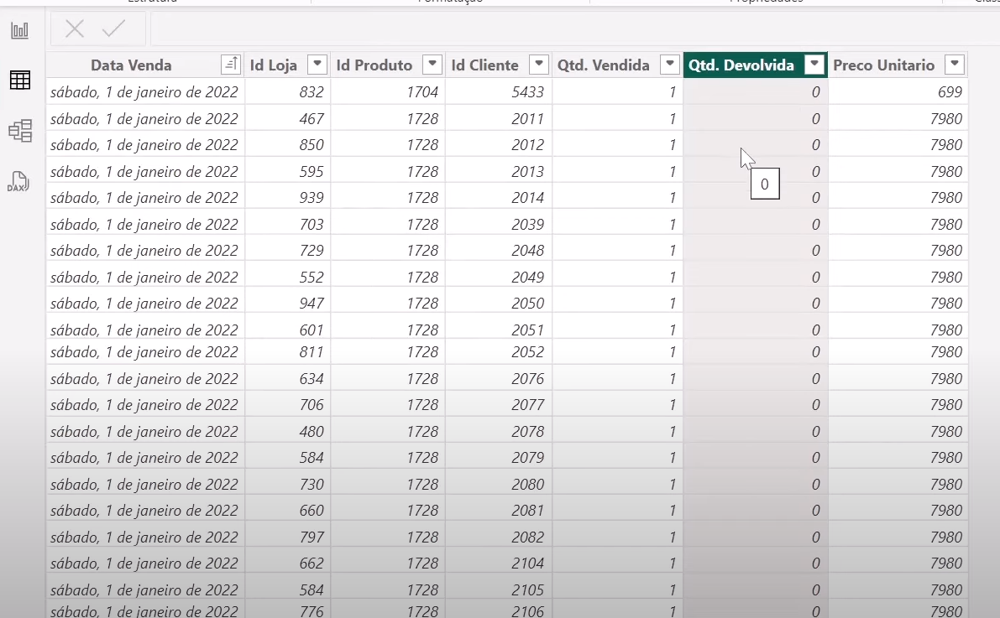 Estrutura Formatação Propriedades
Data Venda Id Loja Id Produto Id Cliente Qtd. Vendida Qtd. Devolvida Preco Unitario
sábado, 1 de janeiro de 2022 832 1704 5433 1 0 699
sábado, 1 de janeiro de 2022 467 1728 2011 1 0 7980
sábado, 1 de janeiro de 2022 850 1728 2012 1 0 7980
sábado, 1 de janeiro de 2022 595 1728 2013 1 0 7980
0
sábado, 1 de janeiro de 2022 939 1728 2014 1 0 7980
sábado, 1 de janeiro de 2022 703 1728 2039 1 0 7980
sábado, 1 de janeiro de 2022 729 1728 2048 1 0 7980
DAX
sábado, 1 de janeiro de 2022 552 1728 2049 1 0 7980
sábado, 1 de janeiro de 2022 947 1728 2050 1 0 7980
sábado, 1 de janeiro de 2022 601 1728 2051 1 0 7980
sábado, 1 de janeiro de 2022 811 1728 2052 1 0 7980
sábado, 1 de janeiro de 2022 634 1728 2076 1 0 7980
sábado, 1 de janeiro de 2022 706 1728 2077 1 0 7980
sábado, 1 de janeiro de 2022 480 1728 2078 1 0 7980
sábado, 1 de janeiro de 2022 584 1728 2079 1 0 7980
sábado, 1 de janeiro de 2022 730 1728 2080 1 0 7980
sábado, 1 de janeiro de 2022 660 1728 2081 1 0 7980
sábado, 1 de janeiro de 2022 797 1728 2082 1 0 7980
sábado, 1 de janeiro de 2022 662 1728 2104 1 0 7980
sábado, 1 de janeiro de 2022 584 1728 2105 1 0 7980
sábado, 1 de janeiro de 2022 776 1728 2106 1 0 7980